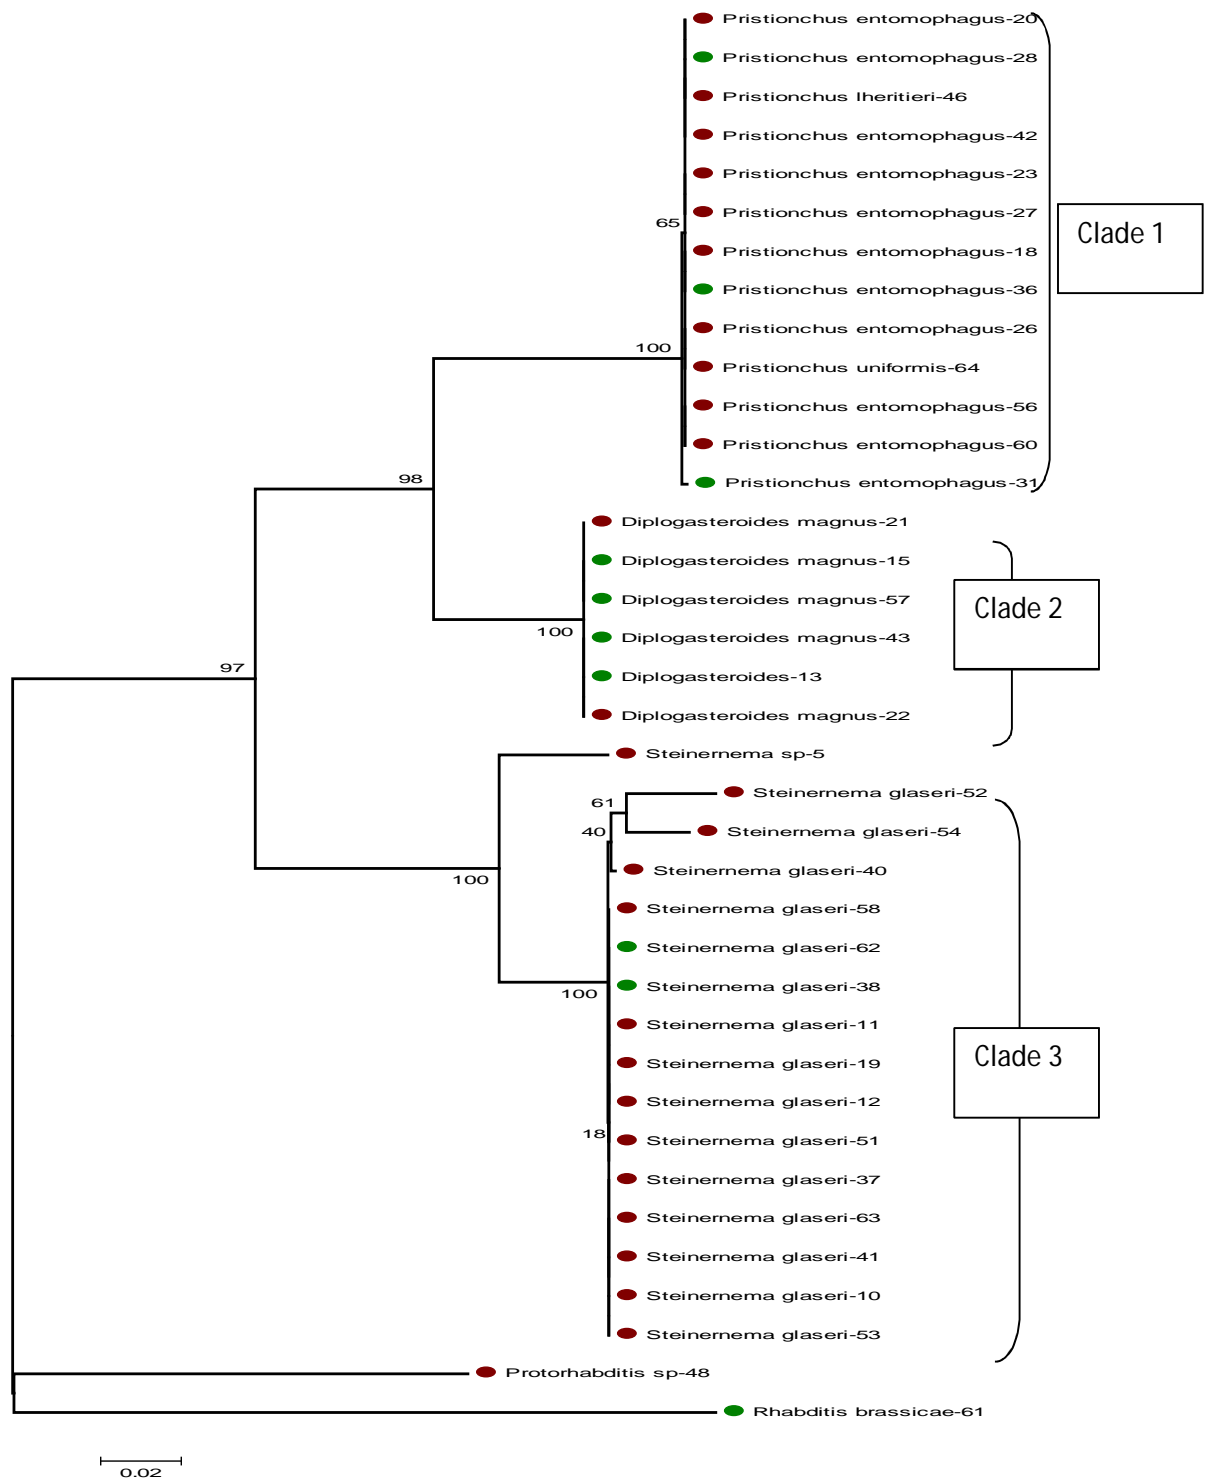 Pristionchus entomophagus-20
Pristionchus entomophagus-28
Pristionchus lheritieri-46
Pristionchus entomophagus-42
Pristionchus entomophagus-23
Pristionchus entomophagus-27
65
Clade 1
Pristionchus entomophagus-18
Pristionchus entomophagus-36
Pristionchus entomophagus-26
100
Pristionchus uniformis-64
Pristionchus entomophagus-56
Pristionchus entomophagus-60
98
Pristionchus entomophagus-31
Diplogasteroides magnus-21
Diplogasteroides magnus-15
Diplogasteroides magnus-57
Clade 2
100
Diplogasteroides magnus-43
97
Diplogasteroides-13
Diplogasteroides magnus-22
Steinernema sp-5
Steinernema glaseri-52
61
40
Steinernema glaseri-54
Steinernema glaseri-40
100
Steinernema glaseri-58
Steinernema glaseri-62
Steinernema glaseri-38
100
Steinernema glaseri-11
Clade 3
Steinernema glaseri-19
Steinernema glaseri-12
18
Steinernema glaseri-51
Steinernema glaseri-37
Steinernema glaseri-63
Steinernema glaseri-41
Steinernema glaseri-10
Steinernema glaseri-53
Protorhabditis sp-48
Rhabditis brassicae-61
0.02